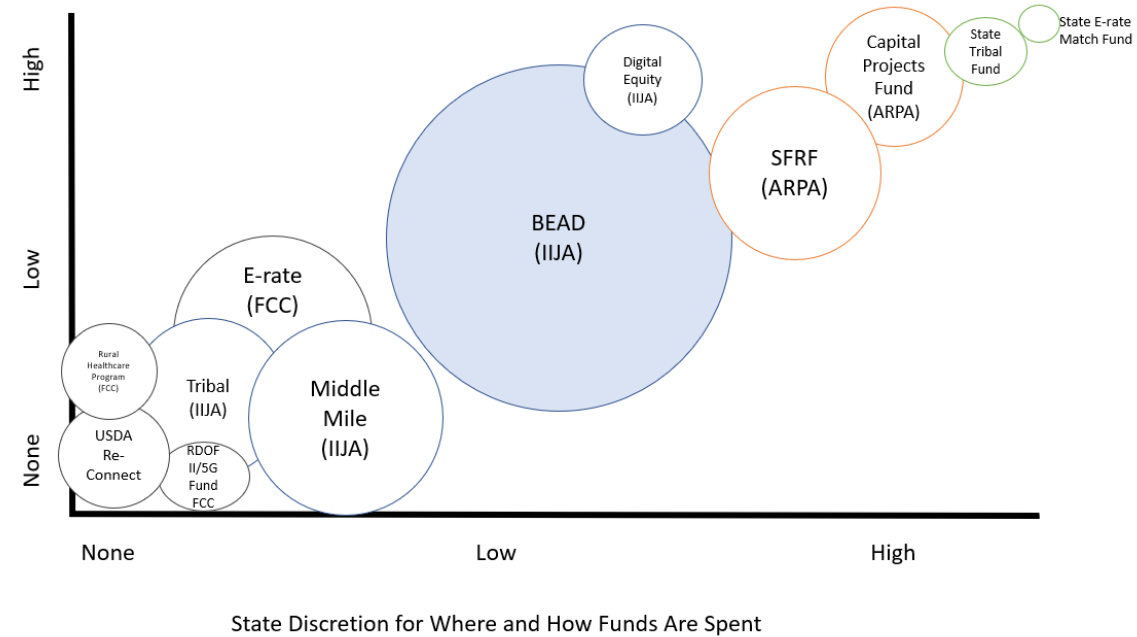 High
Low
None
State E-rate
Match Fund
State
Tribal
Fund
Capital
Projects
Fund
(ARPA)
Digital
Equity
(IIJA)
SFRF
(ARPA)
BEAD
(IIJA)
E-rate
(FCC)
Rural
Healthcare
Program
(FCC)
Tribal
(IIJA)
Middle
Mile
(IIJA)
USDA
Re-
Connect
RDOF
II/5G
Fund
FCC
None
Low
High
State Discretion for Where and How Funds Are Spent